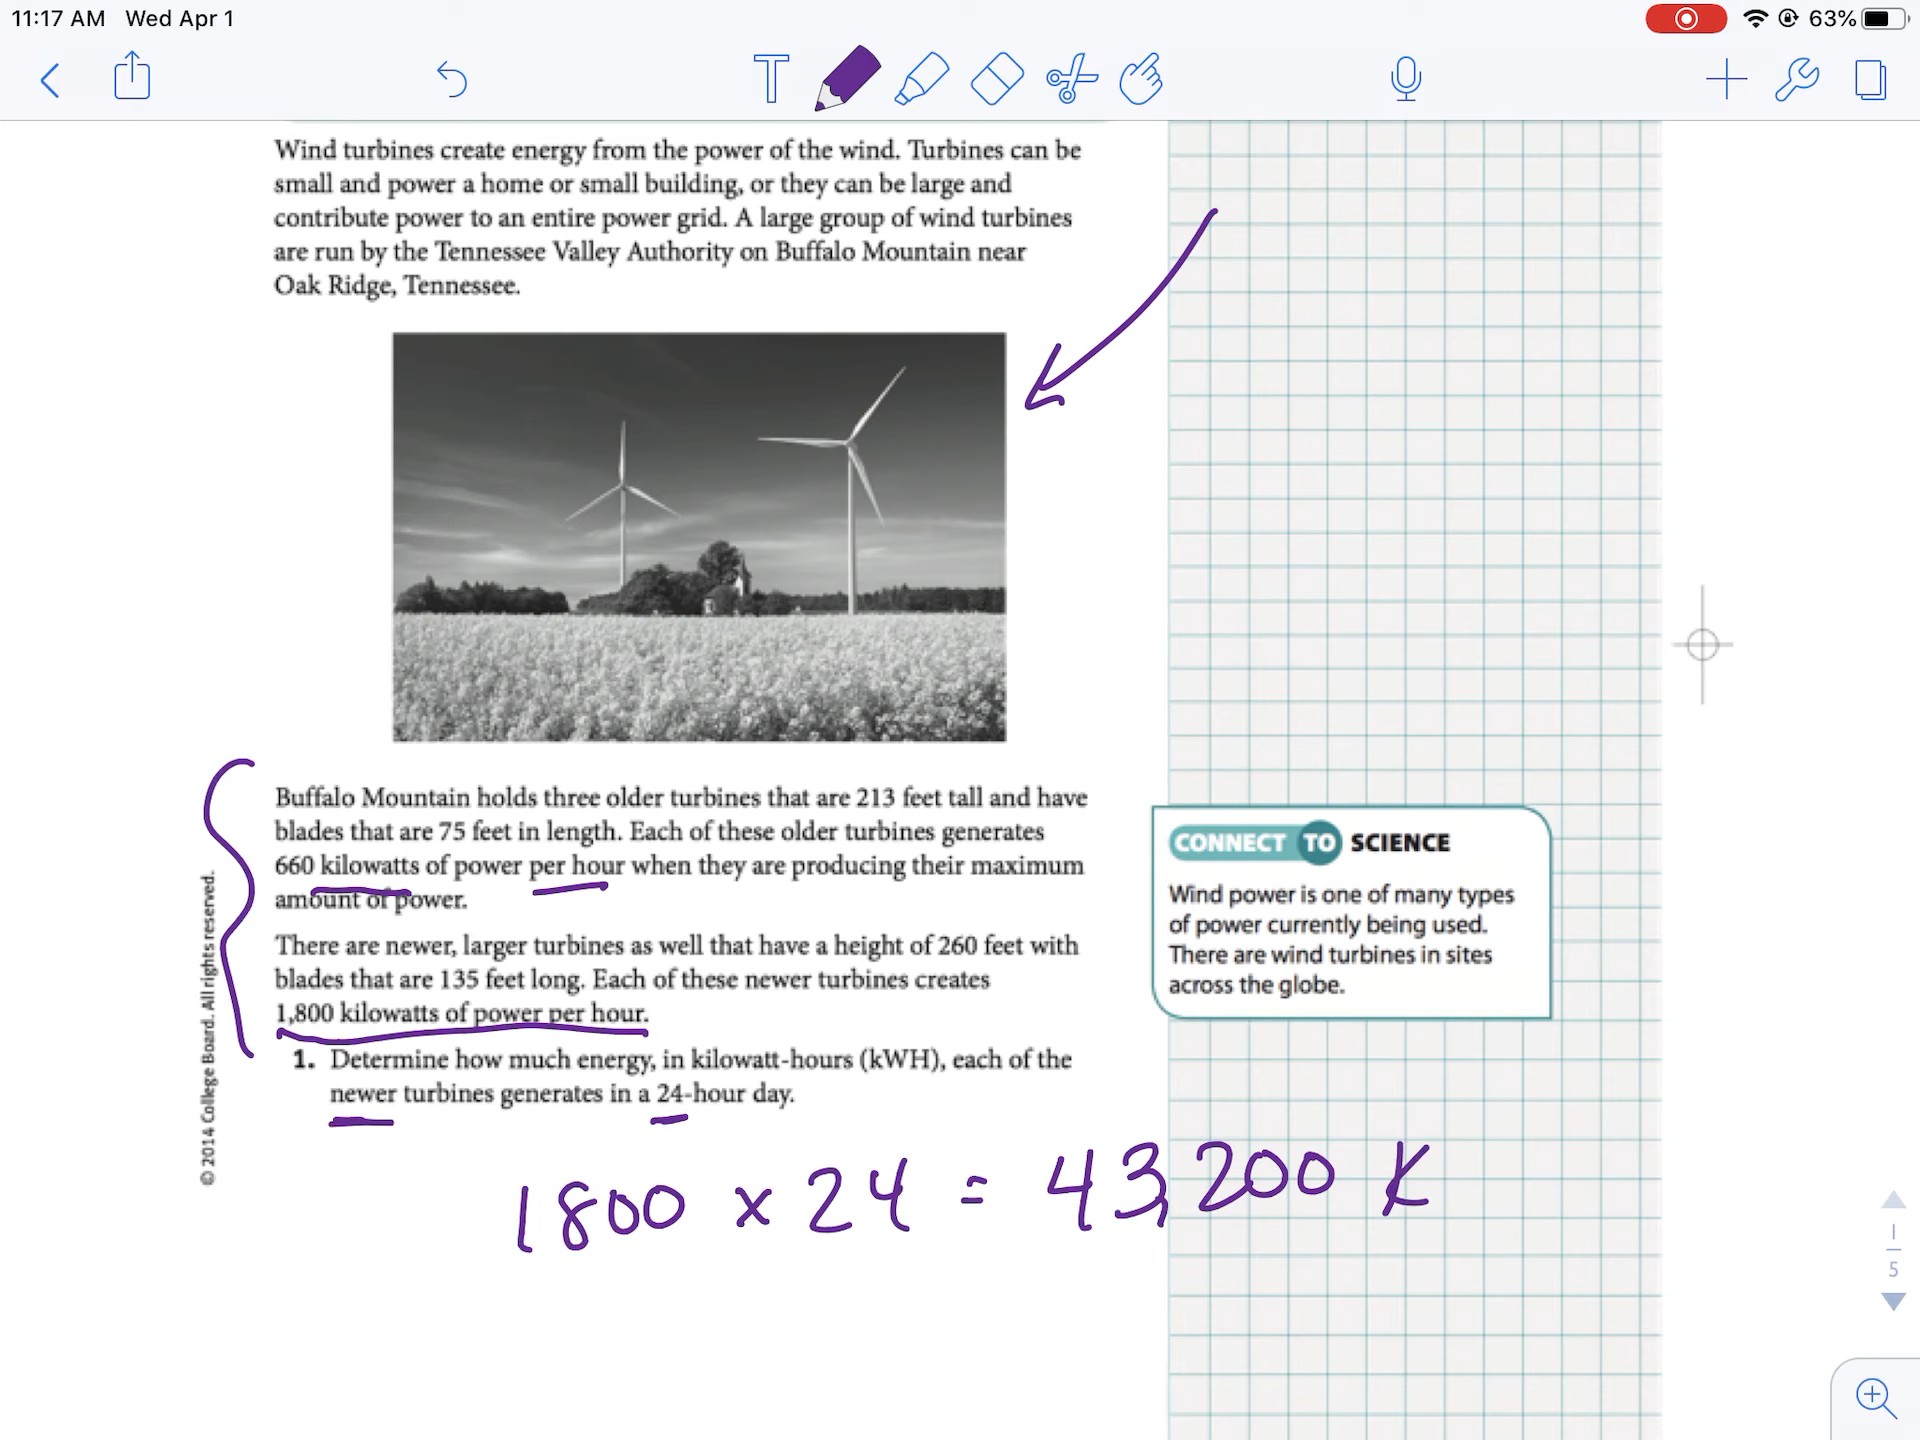 11:17 AM Wed Apr 1
63%
T
Wind turbines create energy from the power of the wind. Turbines can be
small and power a home or small building, or they can be large and
contribute power to an entire power grid. A large group of wind turbines
are run by the Tennessee Valley Authority on Buffalo Mountain near
Oak Ridge, Tennessee.
Buffalo Mountain holds three older turbines that are 213 feet tall and have
blades that are 75 feet in length. Each of these older turbines generates
660 kilowatts of power per hour when they are producing their maximum
amount of power.
There are newer, larger turbines as well that have a height of 260 feet with
blades that are 135 feet long. Each of these newer turbines creates
1,800 kilowatts of power per hour.
1. Determine how much energy, in kilowatt-hours (kWH), each of the
newer turbines generates in a 24-hour day.
1800 x 24 = 43,200 K
© 2014 College Board. All rights reserved.
CONNECT TO SCIENCE
Wind power is one of many types
of power currently being used.
There are wind turbines in sites
across the globe.
1
5